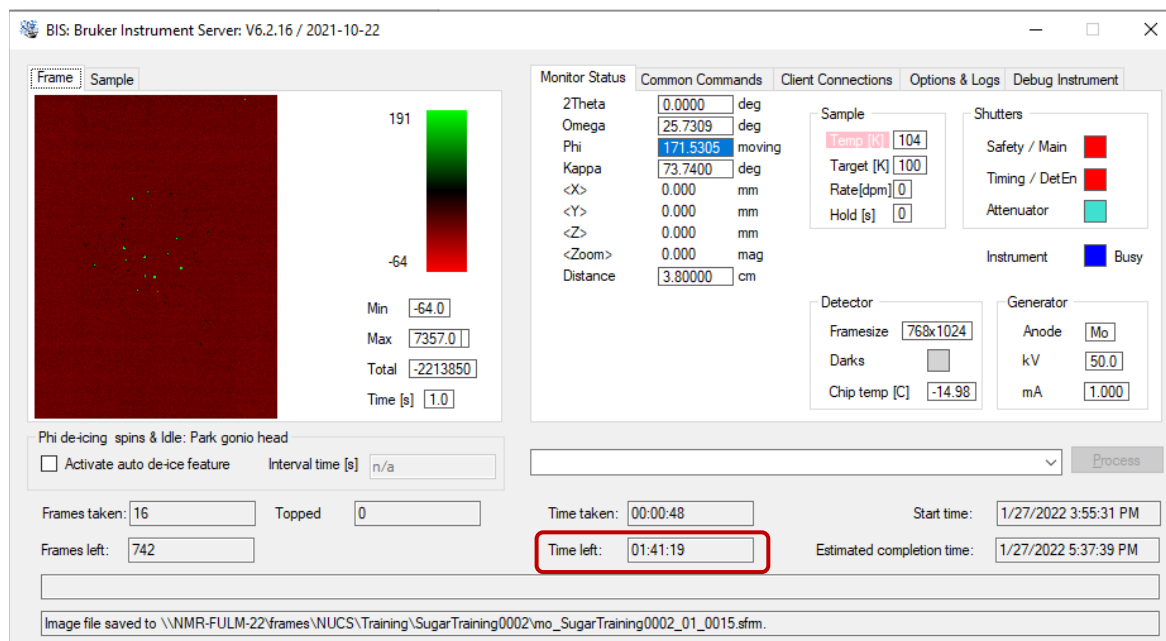 BIS: Bruker Instrument Server: V6.2.16 / 2021-10-22
Frame Sample
191
-64
Min -64.0
Max 7357.0
Total -2213850
Time [s] 1.0
Monitor Status Common Commands Client Connections Options & Logs Debug Instrument
2Theta 0.0000 deg
Omega 25.7309 deg
Phi 171.5305 moving
Kappa 73.7400 deg
<X> 0.000 mm
<Y> 0.000 mm
<Z> 0.000 mm
<Zoom> 0.000 mag
Distance 3.80000 cm
Sample
Temp [K] 104
Target [K] 100
Rate[dpm] 0
Hold [s] 0
Shutters
Safety / Main
Timing / DetEn
Attenuator
Instrument Busy
Detector
Framesize 768x1024
Darks
Chip temp [C] -14.98
Generator
Anode Mo
kV 50.0
mA 1.000
Phi de-icing spins & Idle: Park gonio head
Activate auto de-ice feature Interval time [s] n/a
Process
Frames taken: 16 Topped 0 Time taken: 00:00:48 Start time: 1/27/2022 3:55:31 PM
Frames left: 742 Time left: 01:41:19 Estimated completion time: 1/27/2022 5:37:39 PM
Image file saved to \\NMR-FULM-22\frames\NUCS\Training\SugarTraining0002\mo_SugarTraining0002_01_0015.sfrm.